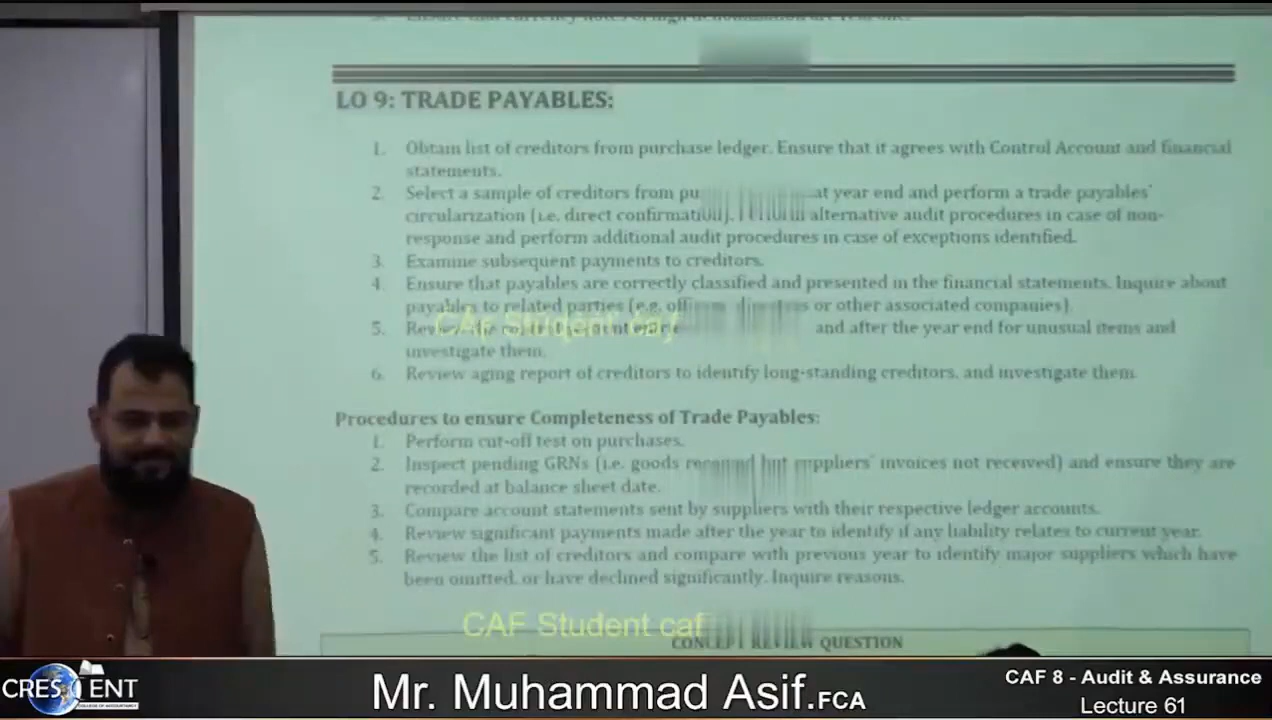 LO 9: TRADE PAYABLES:
1. Obtain list of creditors from purchase ledger. Ensure that it agrees with Control Account and financial
statements.
2. Select a sample of creditors from at year end and perform a trade payables'
circularization (i.e. direct confirmation). alternative audit procedures in case of non-
response and perform additional audit procedures in case of exceptions identified.
3. Examine subsequent payments to creditors.
4. Ensure that payables are correctly classified and presented in the financial statements. Inquire about
payables to related parties (e.g. or other associated companies).
5. and after the year end for unusual items and
investigate them.
6. Review aging report of creditors to identify long-standing creditors, and investigate them
Procedures to ensure Completeness of Trade Payables:
1. Perform cut-off test on purchases.
2. Inspect pending GRNs (i.e. goods received but suppliers' invoices not received) and ensure they are
recorded at balance sheet date.
3. Compare account statements sent by suppliers with their respective ledger accounts.
4. Review significant payments made after the year to identify if any liability relates to current year.
5. Review the list of creditors and compare with previous year to identify major suppliers which have
been omitted, or have declined significantly. Inquire reasons.
CAF Student caf
CAF Student caf
CONCEPT REVIEW QUESTION
CRESCENT
COLLEGE OF ACCOUNTANCY
Mr. Muhammad Asif.FCA
CAF 8 - Audit & Assurance
Lecture 61